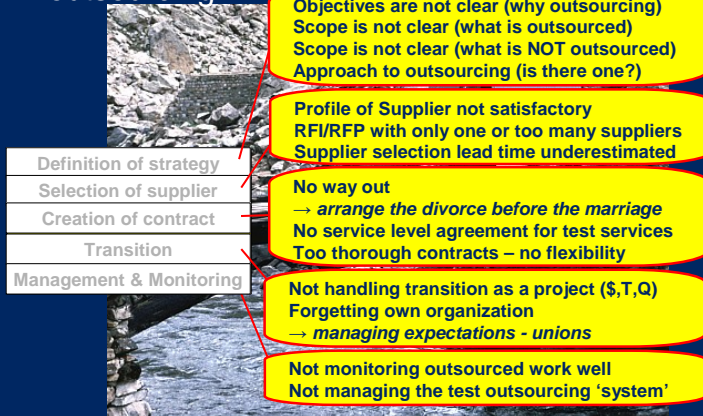 Objectives are not clear (why outsourcing)
Scope is not clear (what is outsourced)
Scope is not clear (what is NOT outsourced)
Approach to outsourcing (is there one?)
Profile of Supplier not satisfactory
RFI/RFP with only one or too many suppliers
Supplier selection lead time underestimated
Definition of strategy
Selection of supplier
Creation of contract
Transition
Management & Monitoring
No way out
→ arrange the divorce before the marriage
No service level agreement for test services
Too thorough contracts – no flexibility
Not handling transition as a project ($,T,Q)
Forgetting own organization
→ managing expectations - unions
Not monitoring outsourced work well
Not managing the test outsourcing ‘system’